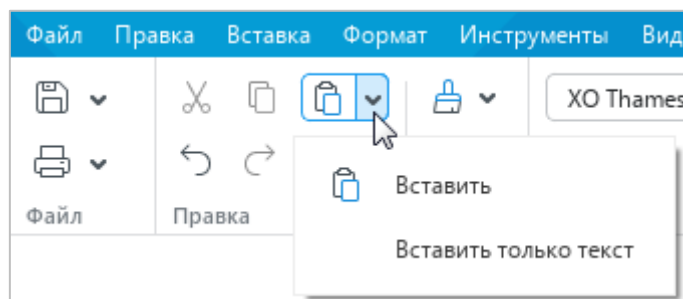 Файл Правка Вставка Формат Инструменты Вид
XO Thames
Файл Правка
Вставить
Вставить только текст